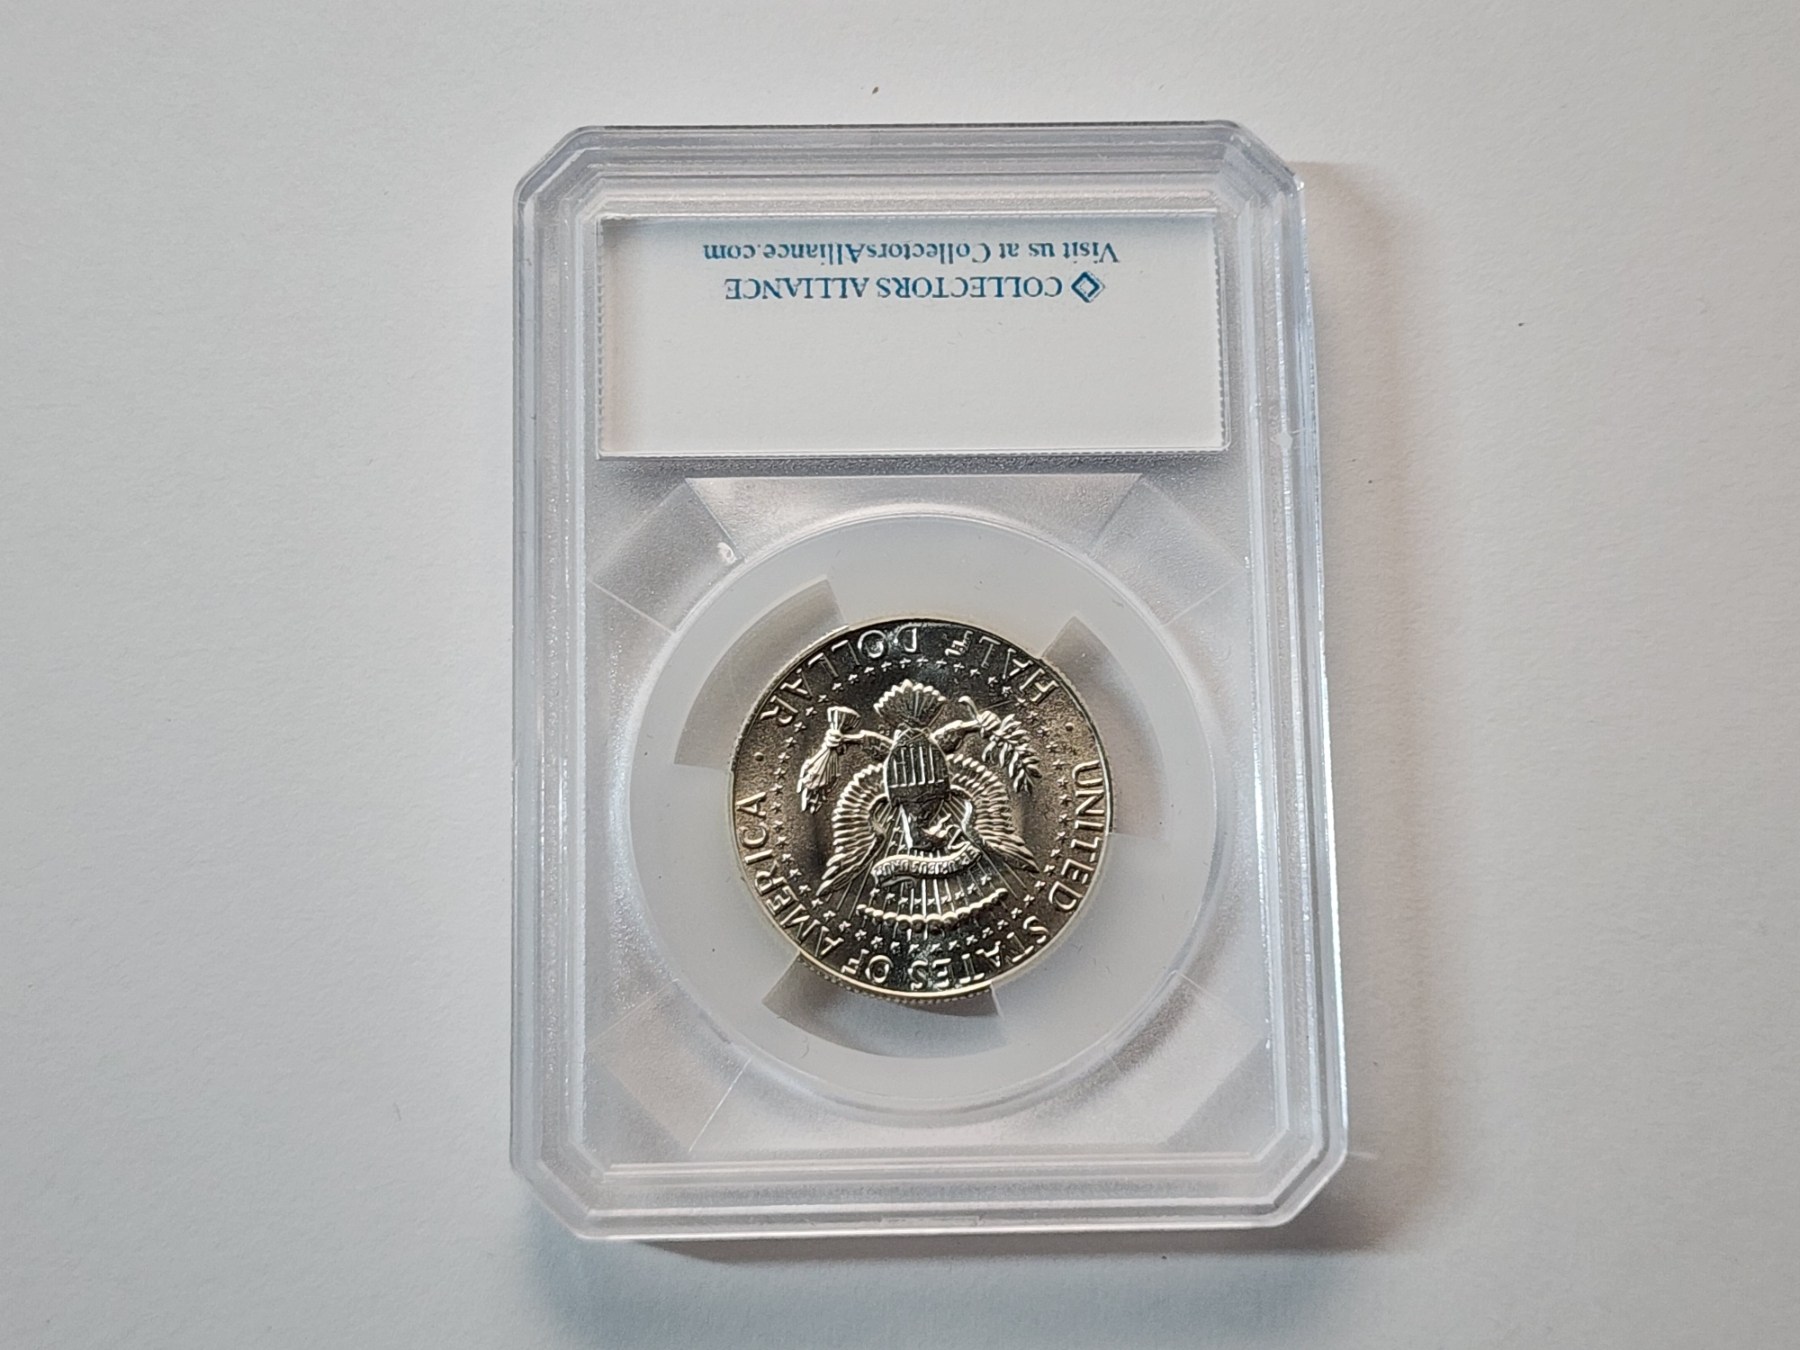 COLLECTORS ALLIANCE
Visit us at CollectorsAlliance.com
UNITED STATES OF AMERICA
HALF DOLLAR